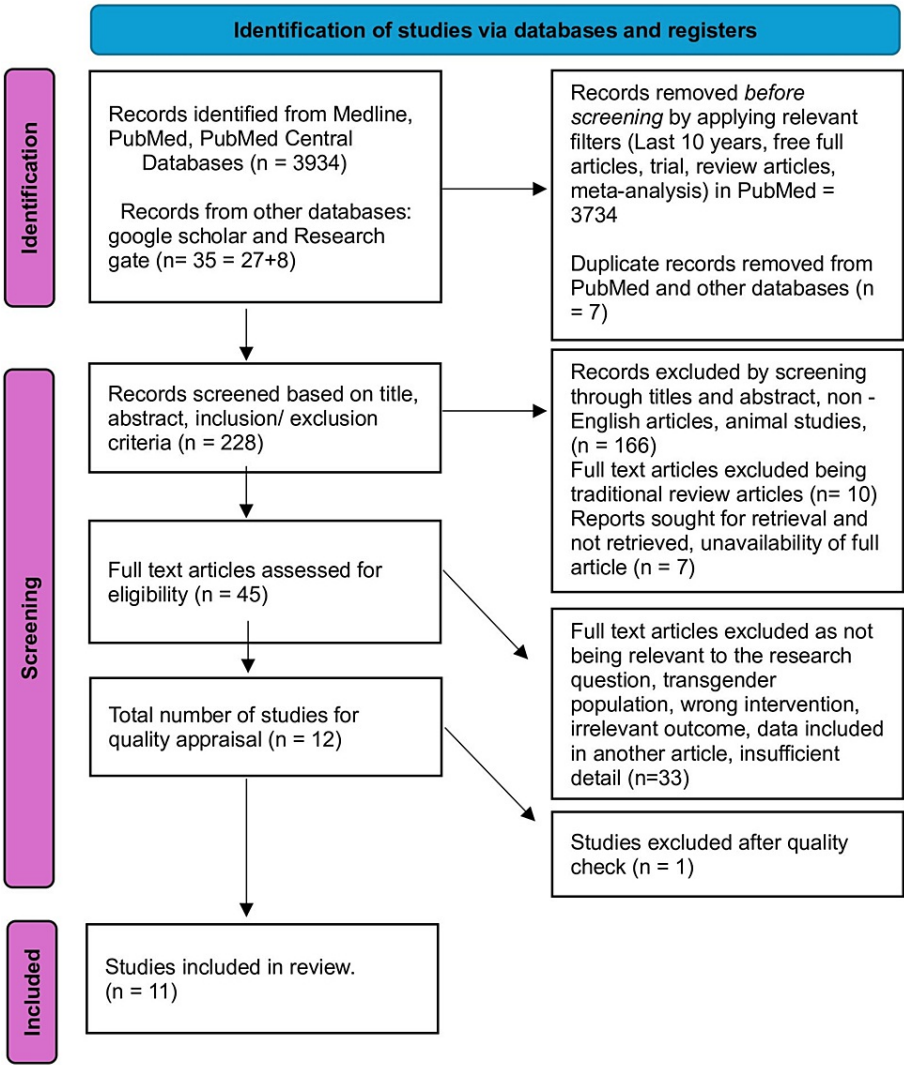 Identification of studies via databases and registers
Identification
Records identified from Medline,
PubMed, PubMed Central
Databases (n = 3934)
Records from other databases:
google scholar and Research
gate (n= 35 = 27+8)
Records removed before
screening by applying relevant
filters (Last 10 years, free full
articles, trial, review articles,
meta-analysis) in PubMed =
3734
Duplicate records removed from
PubMed and other databases (n
= 7)
Screening
Records screened based on title,
abstract, inclusion/ exclusion
criteria (n = 228)
Records excluded by screening
through titles and abstract, non -
English articles, animal studies,
(n = 166)
Full text articles excluded being
traditional review articles (n= 10)
Reports sought for retrieval and
not retrieved, unavailability of full
article (n = 7)
Full text articles assessed for
eligibility (n = 45)
Full text articles excluded as not
being relevant to the research
question, transgender
population, wrong intervention,
irrelevant outcome, data included
in another article, insufficient
detail (n=33)
Total number of studies for
quality appraisal (n = 12)
Studies excluded after quality
check (n = 1)
Included
Studies included in review.
(n = 11)